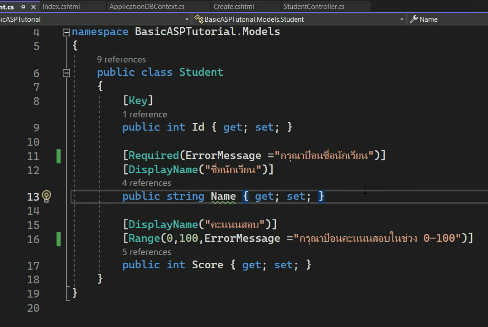 nt.cs Index.cshtml ApplicationDBContext.cs Create.cshtml StudentController.cs
ASPTutorial BasicASPTutorial.Models.Student Name
4 namespace BasicASPTutorial.Models
5 {
9 references
6 public class Student
7 {
8 [Key]
1 reference
9 public int Id { get; set; }
10
11 [Required(ErrorMessage ="กรุณาป้อนชื่อนักเรียน")]
12 [DisplayName("ชื่อนักเรียน")]
4 references
13 public string Name { get; set; }
14
15 [DisplayName("คะแนนสอบ")]
16 [Range(0,100,ErrorMessage ="กรุณาป้อนคะแนนสอบในช่วง 0-100")]
5 references
17 public int Score { get; set; }
18 }
19 }
20